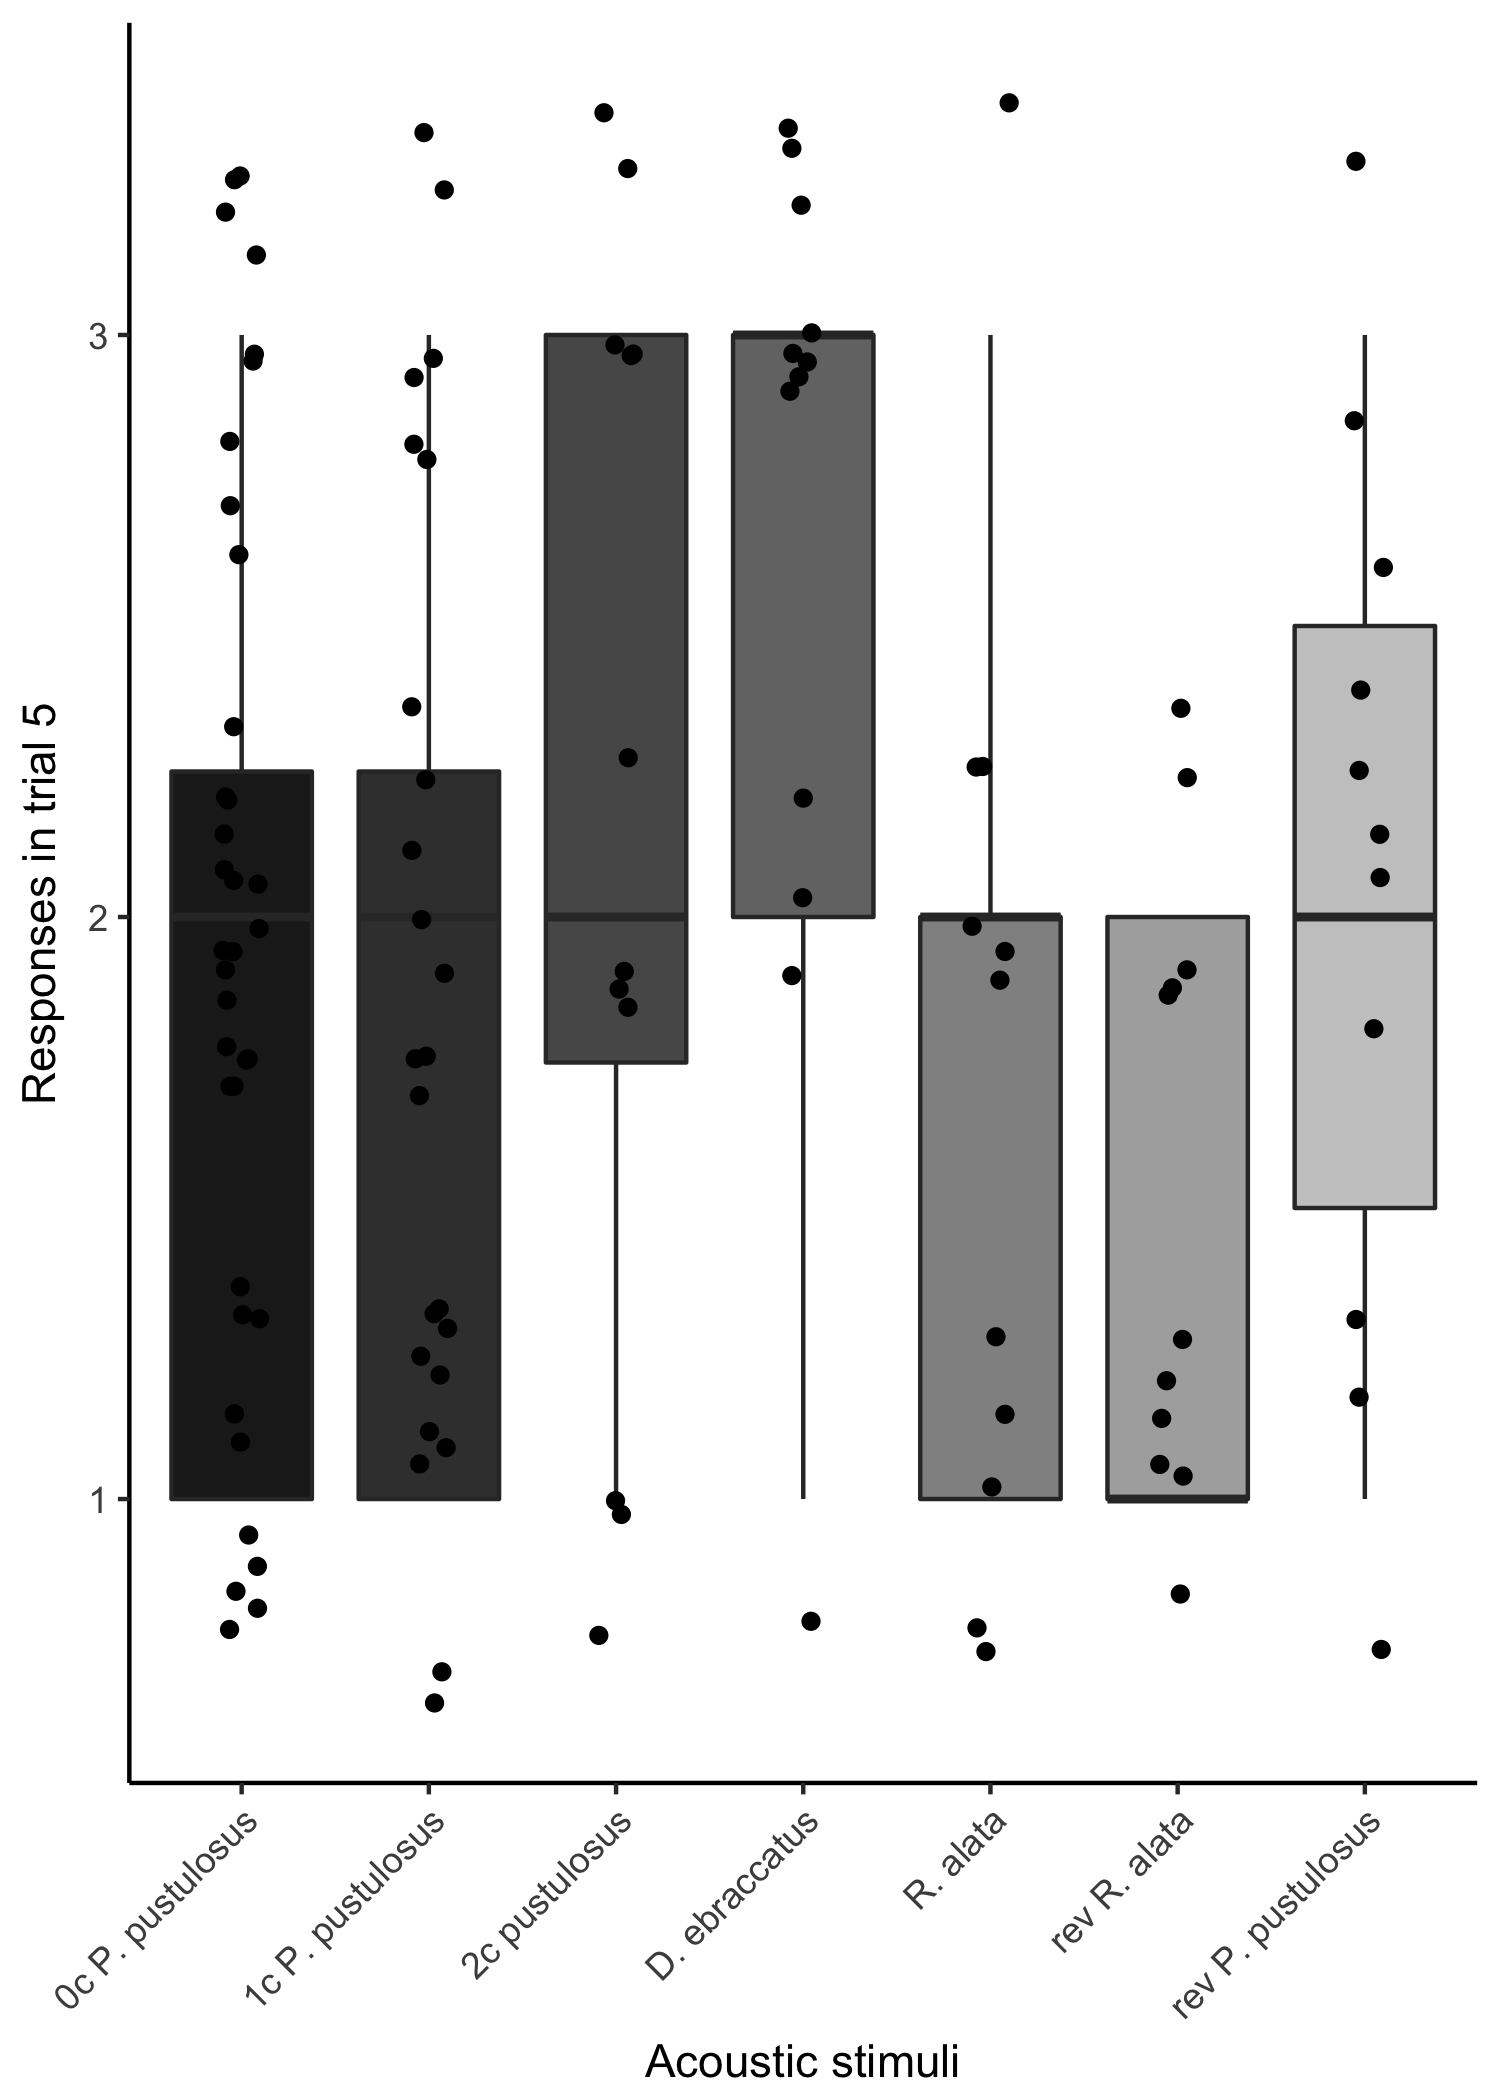 Responses in trial 5
3
2
1
0c P. pustulosus
1c P. pustulosus
2c pustulosus
D. ebraccatus
R. alata
rev R. alata
rev P. pustulosus
Acoustic stimuli